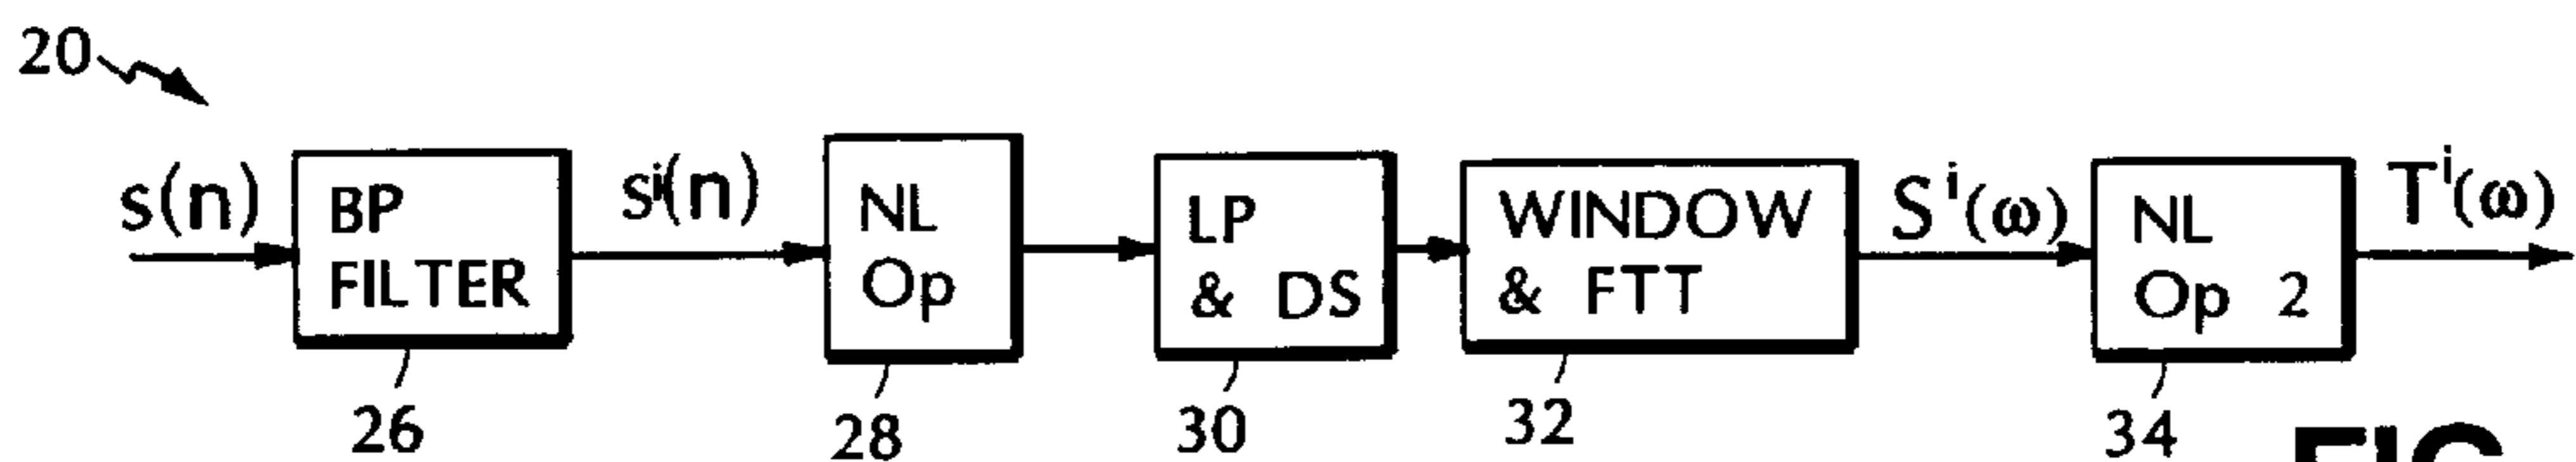 20
s(n)
BP
FILTER
sⁱ(n)
NL
Op
LP
& DS
WINDOW
& FTT
Sⁱ(ω)
NL
Op 2
Tⁱ(ω)
26
28
30
32
34
FIG